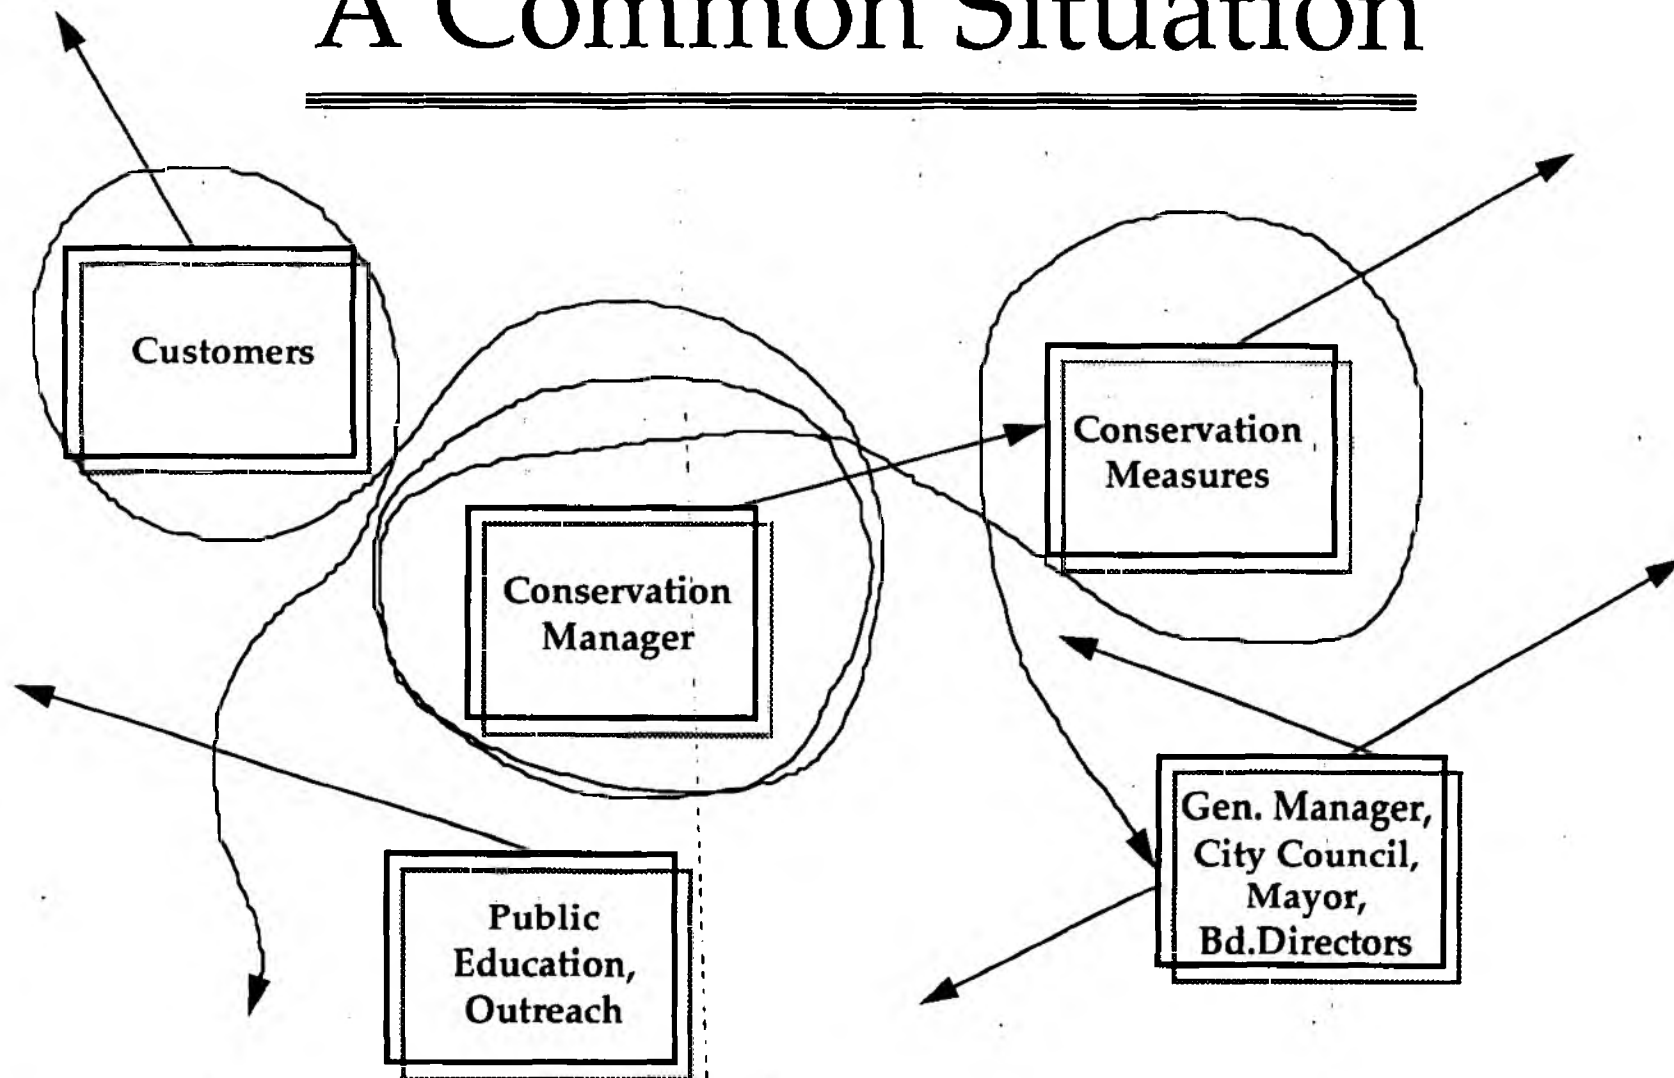 A Common Situation
Customers
Conservation
Measures
Conservation
Manager
Gen. Manager,
City Council,
Mayor,
Bd.Directors
Public
Education,
Outreach